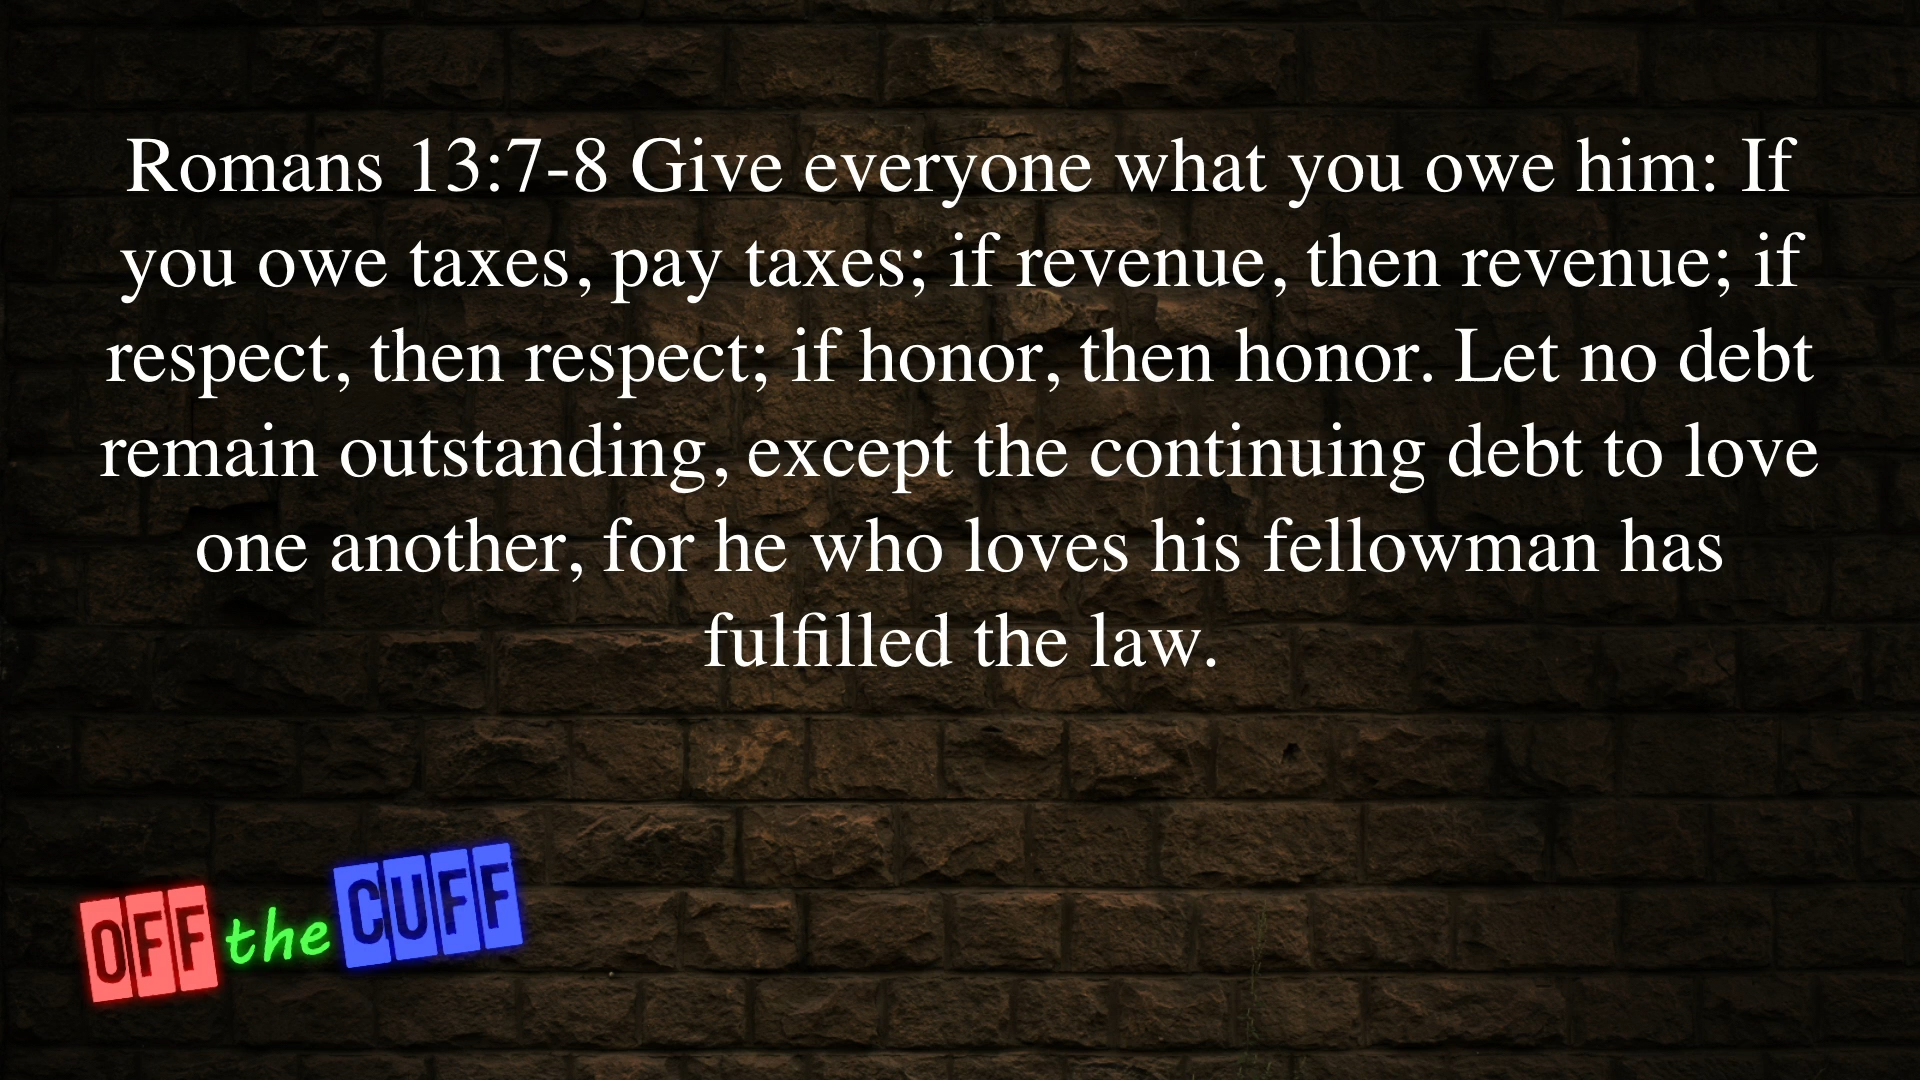 Romans 13:7-8 Give everyone what you owe him: If
you owe taxes, pay taxes; if revenue, then revenue; if
respect, then respect; if honor, then honor. Let no debt
remain outstanding, except the continuing debt to love
one another, for he who loves his fellowman has
fulfilled the law.
OFF the CUFF